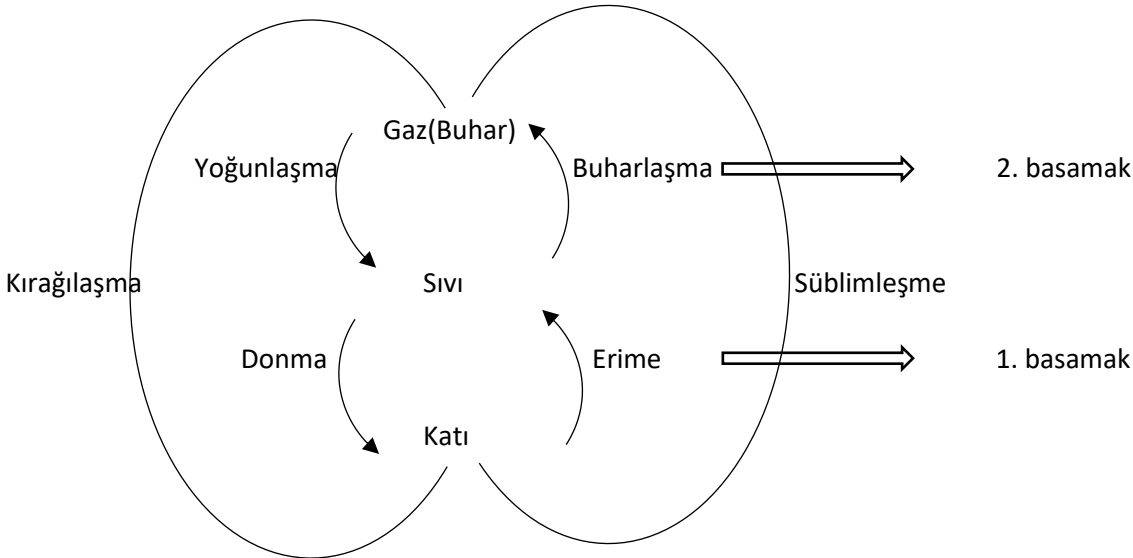 Gaz(Buhar)
Yoğunlaşma Buharlaşma 2. basamak
Kırağılaşma Sıvı Süblimleşme
Donma Erime 1. basamak
Katı